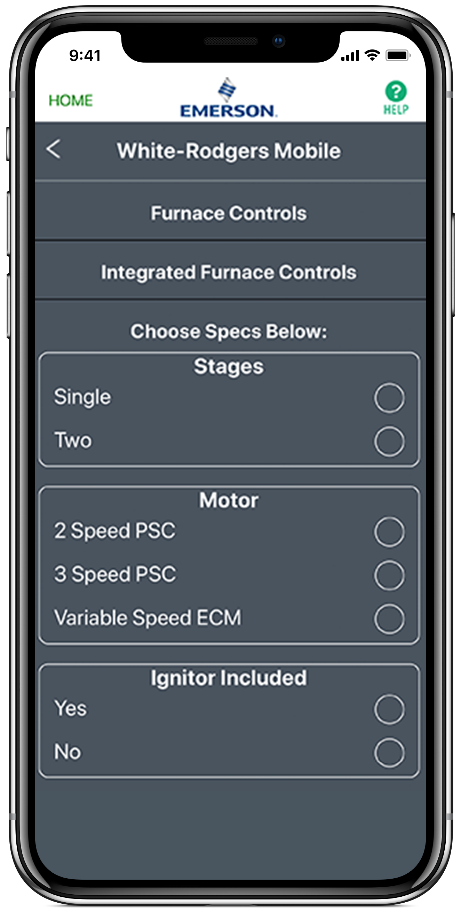 9:41
HOME
EMERSON
?
HELP
White-Rodgers Mobile
Furnace Controls
Integrated Furnace Controls
Choose Specs Below:
Stages
Single
Two
Motor
2 Speed PSC
3 Speed PSC
Variable Speed ECM
Ignitor Included
Yes
No